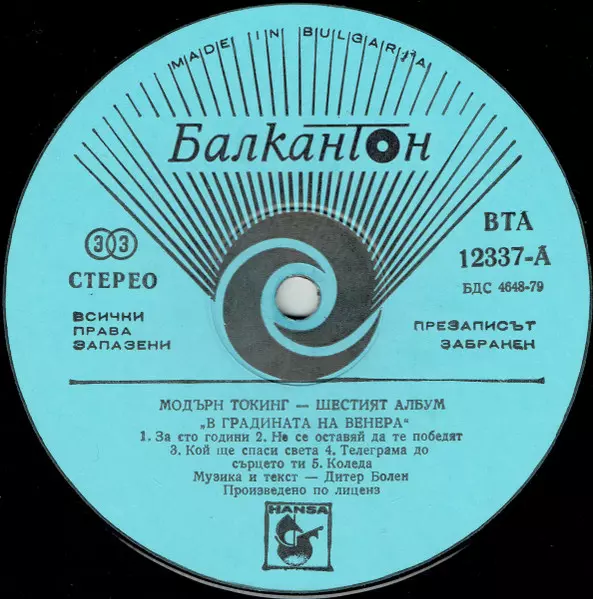 MADE IN BULGARIA
Балкантон
33
СТЕРЕО
ВТА
12337-А
БДС 4648-79
ВСИЧКИ
ПРАВА
ЗАПАЗЕНИ
ПРЕЗАПИСЪТ
ЗАБРАНЕН
МОДЪРН ТОКИНГ — ШЕСТИЯТ АЛБУМ
„В ГРАДИНАТА НА ВЕНЕРА“
1. За сто години 2. Не се оставяй да те победят
3. Кой ще спаси света 4. Телеграма до
сърцето ти 5. Коледа
Музика и текст — Дитер Болен
Произведено по лиценз
HANSA